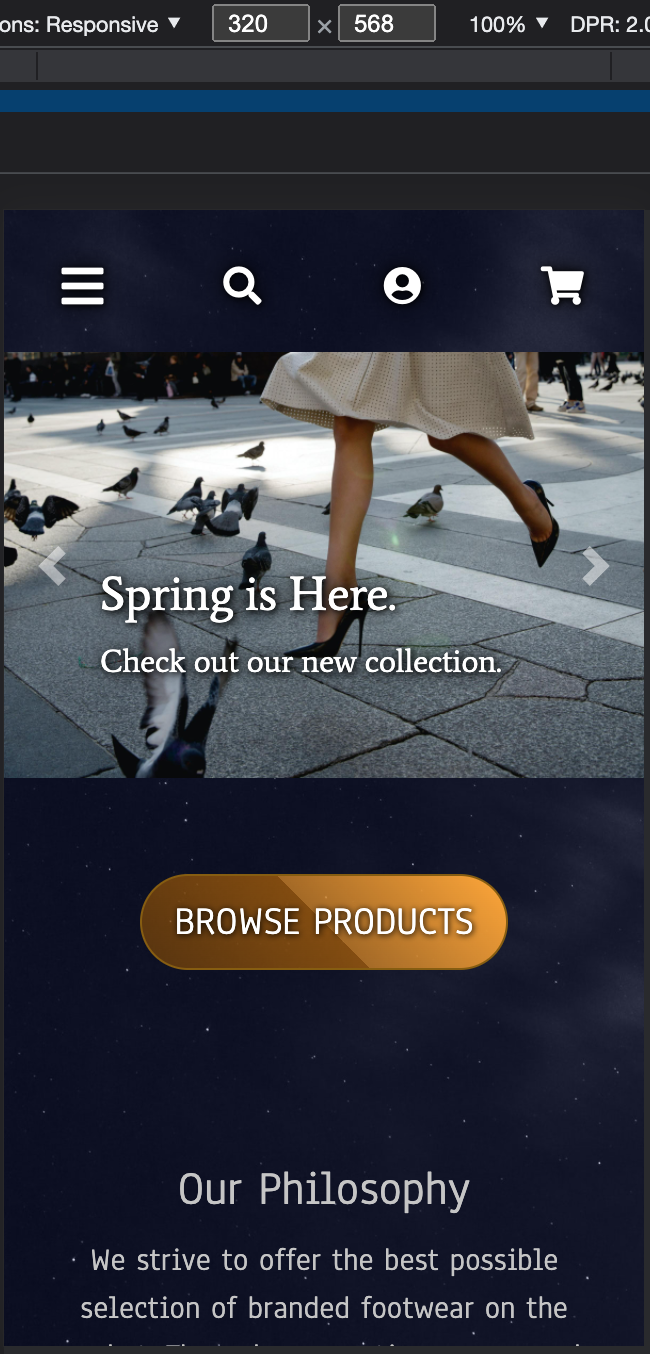 ons: Responsive ▼ 320 × 568 100% ▼ DPR: 2.0
Spring is Here.
Check out our new collection.
BROWSE PRODUCTS
Our Philosophy
We strive to offer the best possible
selection of branded footwear on the